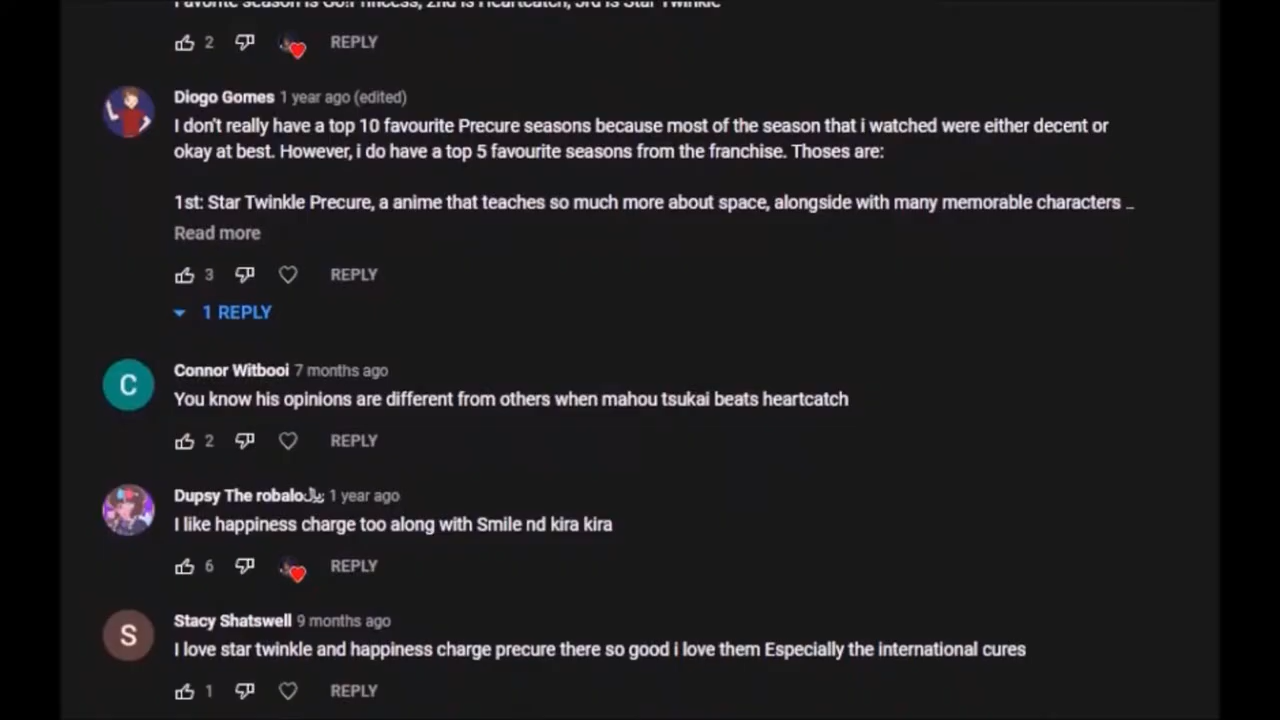 Favorite season is Go!Princess, 2nd is Heartcatch, 3rd is Star Twinkle
2 REPLY
Diogo Gomes 1 year ago (edited)
I don't really have a top 10 favourite Precure seasons because most of the season that i watched were either decent or
okay at best. However, i do have a top 5 favourite seasons from the franchise. Thoses are:
1st: Star Twinkle Precure, a anime that teaches so much more about space, alongside with many memorable characters ...
Read more
3 REPLY
1 REPLY
C
Connor Witbooi 7 months ago
You know his opinions are different from others when mahou tsukai beats heartcatch
2 REPLY
Dupsy The robalo﷼ 1 year ago
I like happiness charge too along with Smile nd kira kira
6 REPLY
S
Stacy Shatswell 9 months ago
I love star twinkle and happiness charge precure there so good i love them Especially the international cures
1 REPLY